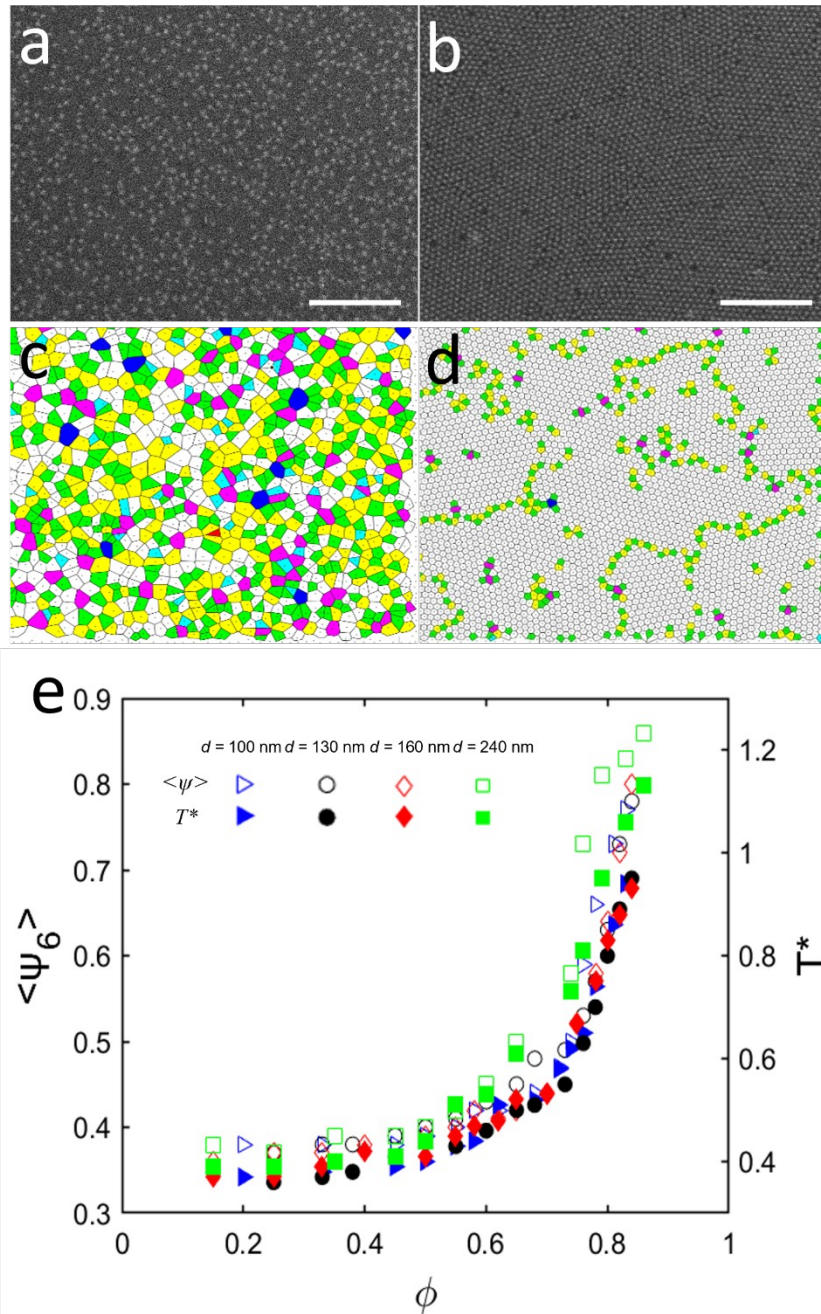 a
b
c
d
e
d = 100 nm d = 130 nm d = 160 nm d = 240 nm
<ψ>
T*
0.9
0.8
0.7
0.6
0.5
0.4
0.3
<ψ6>
1.2
1
0.8
0.6
0.4
T*
0 0.2 0.4 0.6 0.8 1
ϕ